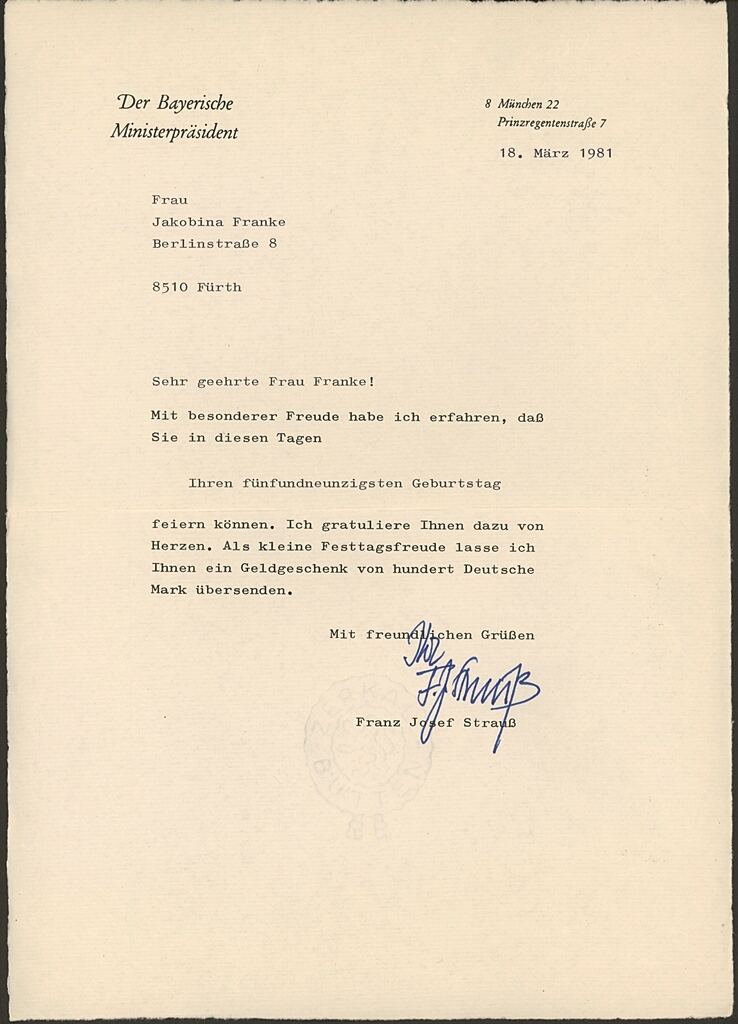 Der Bayerische
Ministerpräsident
8 München 22
Prinzregentenstraße 7
18. März 1981
Frau
Jakobina Franke
Berlinstraße 8
8510 Fürth
Sehr geehrte Frau Franke!
Mit besonderer Freude habe ich erfahren, daß
Sie in diesen Tagen
Ihren fünfundneunzigsten Geburtstag
feiern können. Ich gratuliere Ihnen dazu von
Herzen. Als kleine Festtagsfreude lasse ich
Ihnen ein Geldgeschenk von hundert Deutsche
Mark übersenden.
Mit freundlichen Grüßen
Ihr
F. J. Strauß
Franz Josef Strauß